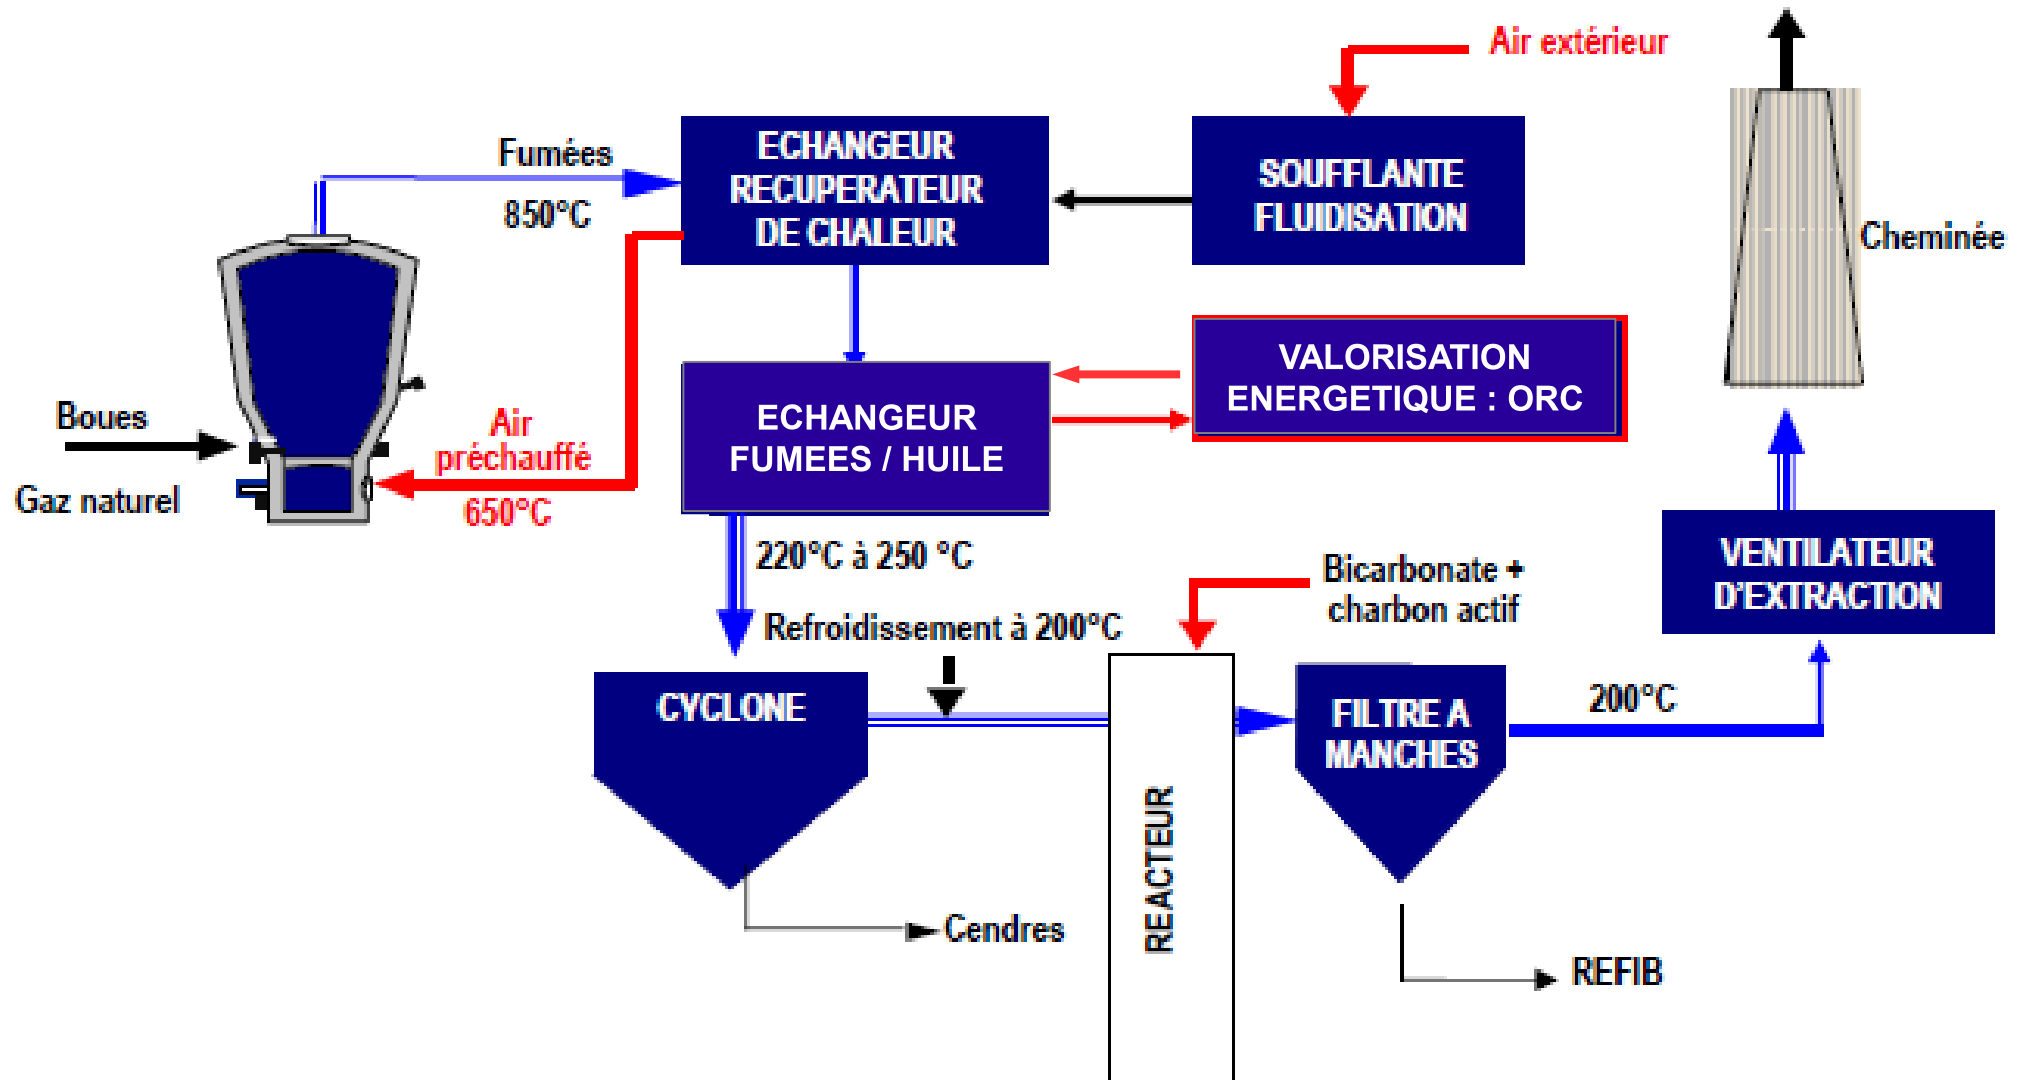 Air extérieur
Fumées
850°C
ECHANGEUR
RECUPERATEUR
DE CHALEUR
SOUFFLANTE
FLUIDISATION
Cheminée
VALORISATION
ENERGETIQUE : ORC
ECHANGEUR
FUMEES / HUILE
Boues
Gaz naturel
Air
préchauffé
650°C
220°C à 250 °C
Refroidissement à 200°C
Bicarbonate +
charbon actif
VENTILATEUR
D'EXTRACTION
CYCLONE
REACTEUR
FILTRE A
MANCHES
200°C
Cendres
REFIB